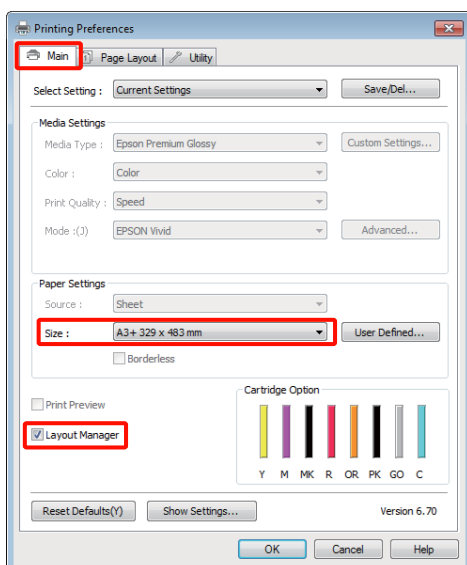 Printing Preferences
Main Page Layout Utility
Select Setting : Current Settings Save/Del...
Media Settings
Media Type : Epson Premium Glossy Custom Settings...
Color : Color
Print Quality : Speed
Mode :(J) EPSON Vivid Advanced...
Paper Settings
Source : Sheet
Size : A3+ 329 x 483 mm User Defined...
Borderless
Cartridge Option
Print Preview
Layout Manager
Y M MK R OR PK GO C
Reset Defaults(Y) Show Settings... Version 6.70
OK Cancel Help